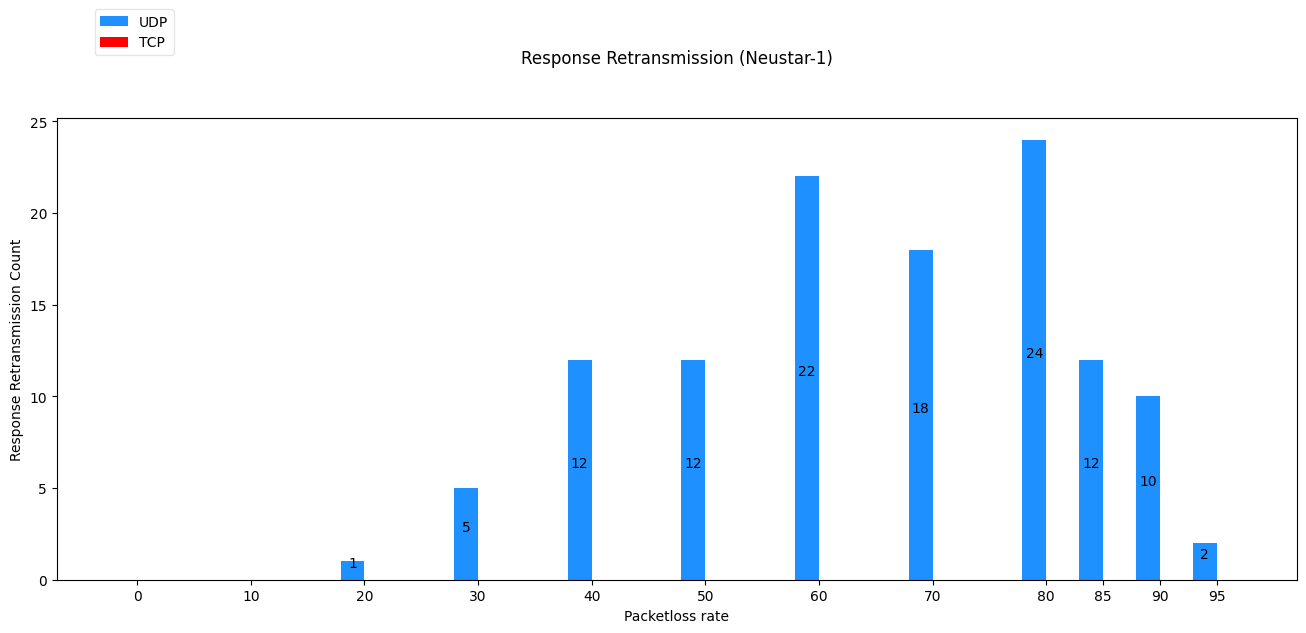 UDP
TCP
Response Retransmission (Neustar-1)
Response Retransmission Count
25
20
15
10
5
0
1
5
12
12
22
18
24
12
10
2
0 10 20 30 40 50 60 70 80 85 90 95
Packetloss rate